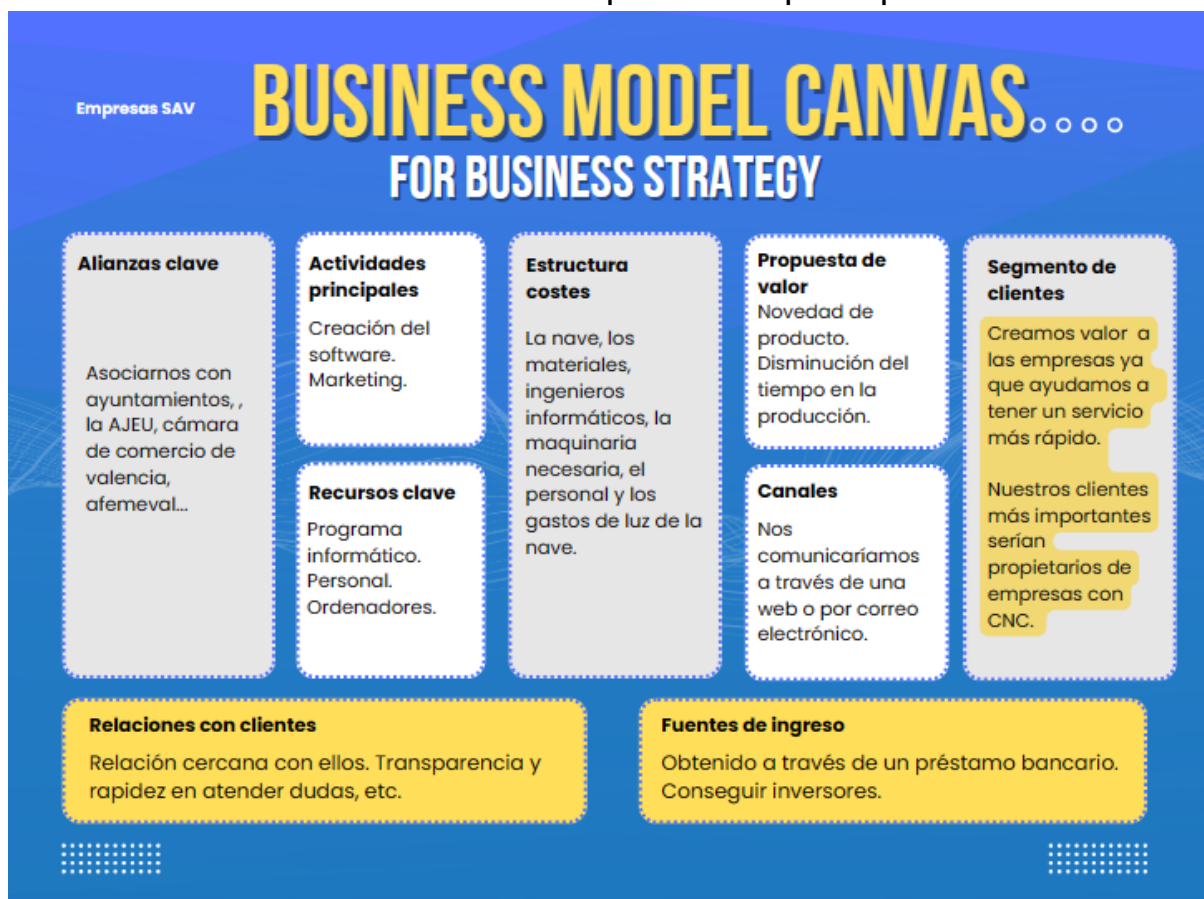 Empresas SAV
BUSINESS MODEL CANVAS
FOR BUSINESS STRATEGY
Alianzas clave
Asociarnos con
ayuntamientos, ,
la AJEU, cámara
de comercio de
valencia,
afemeval...
Actividades
principales
Creación del
software.
Marketing.
Recursos clave
Programa
informático.
Personal.
Ordenadores.
Estructura
costes
La nave, los
materiales,
ingenieros
informáticos, la
maquinaria
necesaria, el
personal y los
gastos de luz de la
nave.
Propuesta de
valor
Novedad de
producto.
Disminución del
tiempo en la
producción.
Canales
Nos
comunicaríamos
a través de una
web o por correo
electrónico.
Segmento de
clientes
Creamos valor a
las empresas ya
que ayudamos a
tener un servicio
más rápido.
Nuestros clientes
más importantes
serían
propietarios de
empresas con
CNC.
Relaciones con clientes
Relación cercana con ellos. Transparencia y
rapidez en atender dudas, etc.
Fuentes de ingreso
Obtenido a través de un préstamo bancario.
Conseguir inversores.